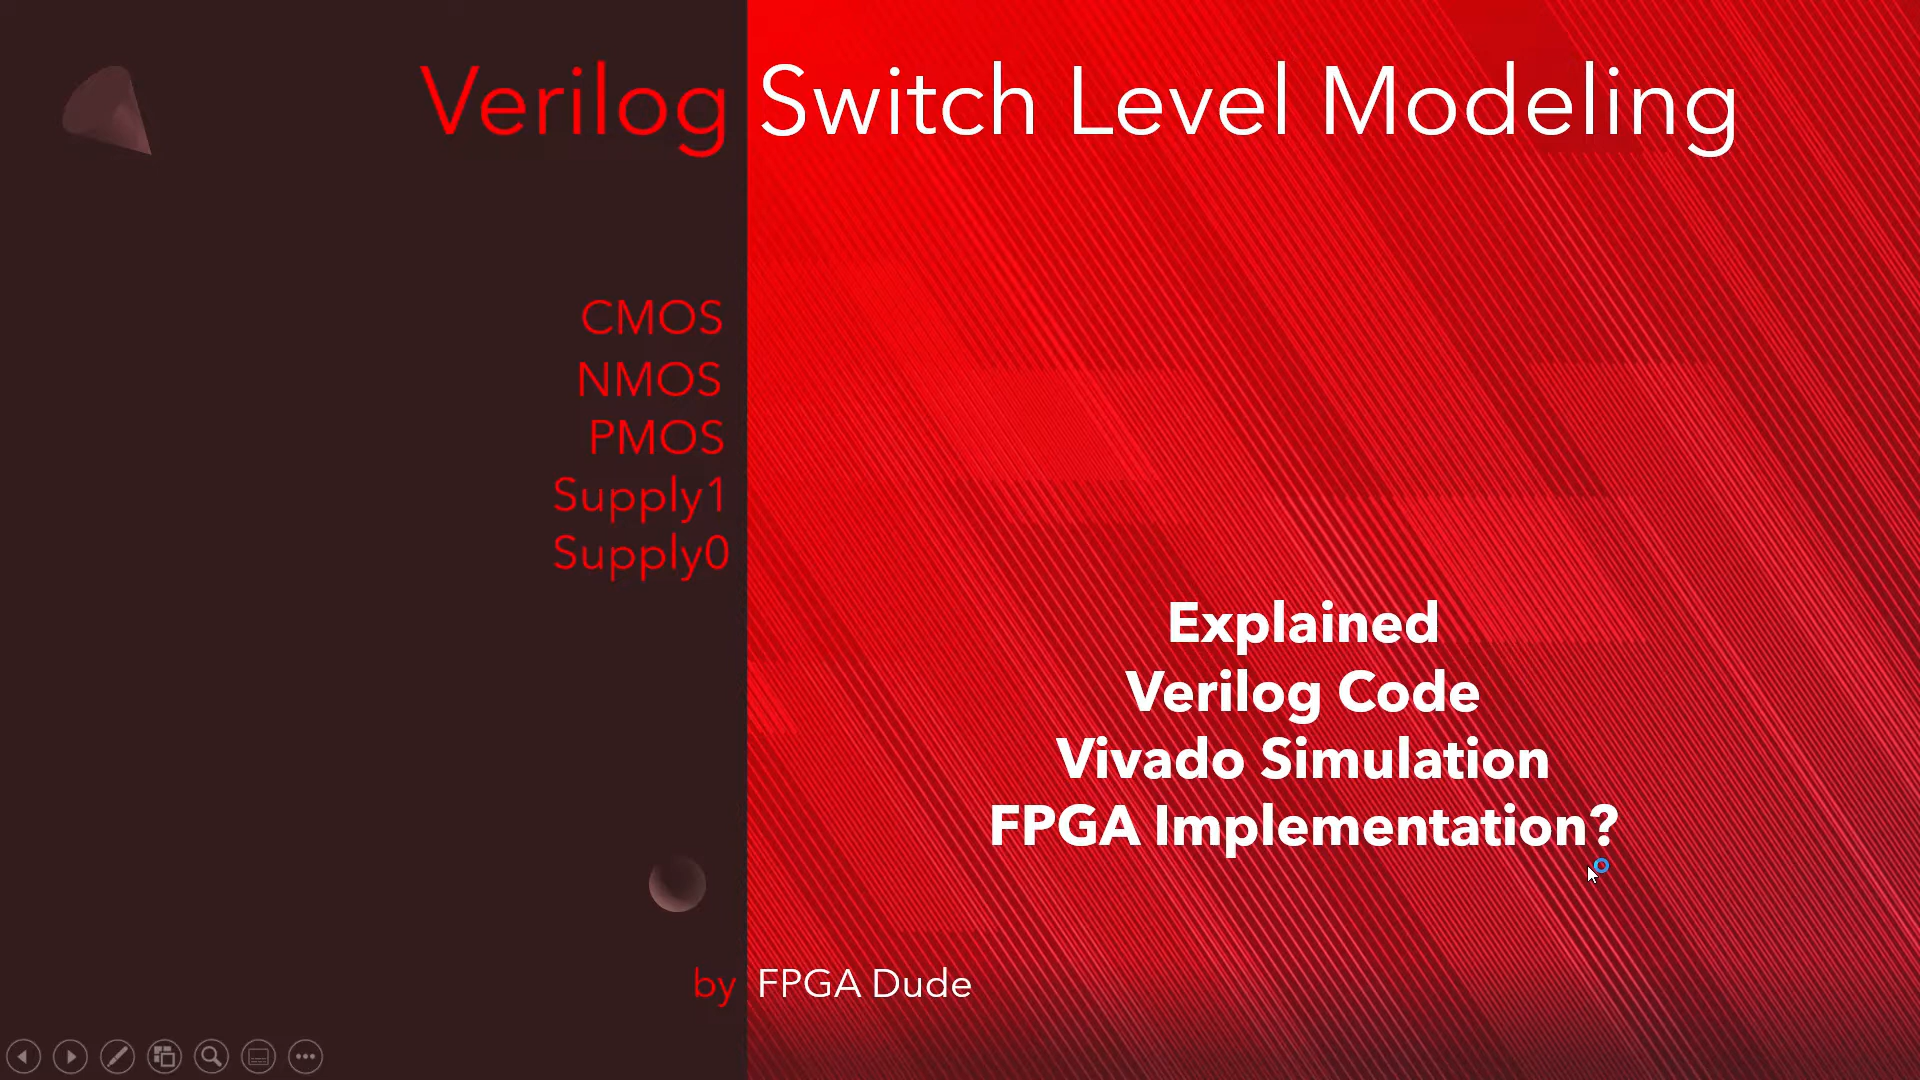 Verilog Switch Level Modeling
CMOS
NMOS
PMOS
Supply1
Supply0
Explained
Verilog Code
Vivado Simulation
FPGA Implementation?
by FPGA Dude